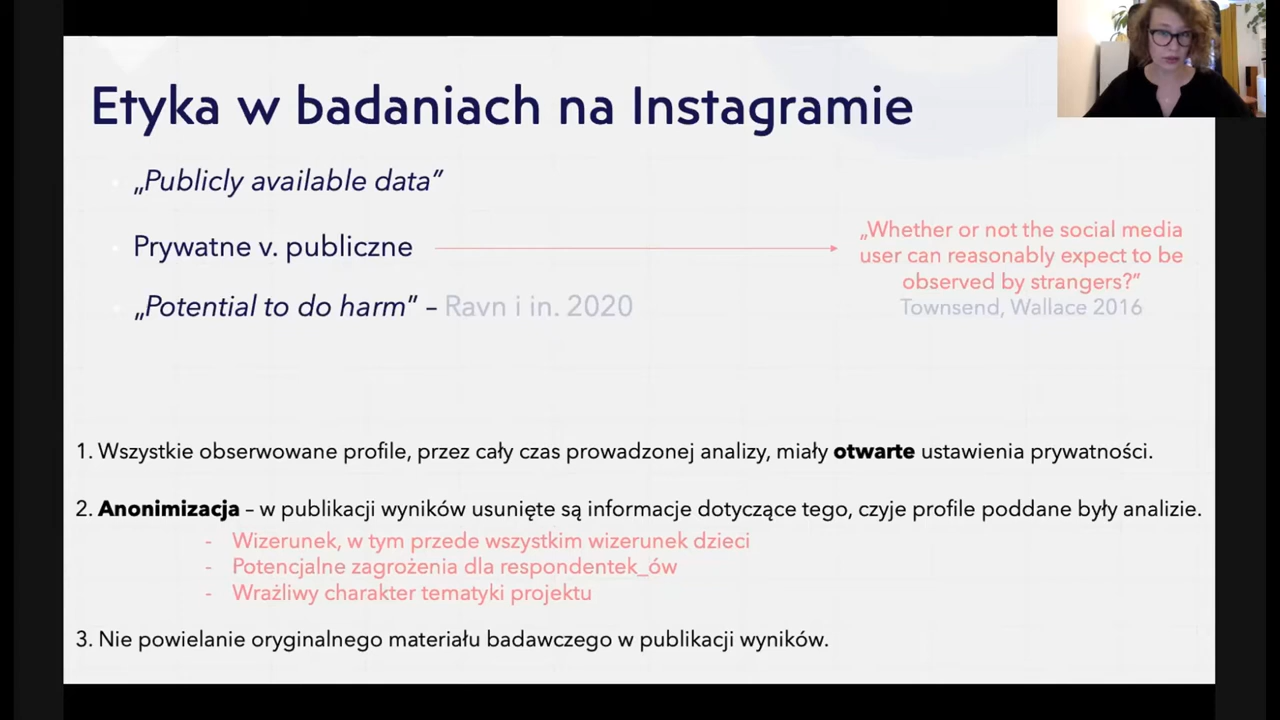 Etyka w badaniach na Instagramie
„Publicly available data”
Prywatne v. publiczne
„Whether or not the social media
user can reasonably expect to be
observed by strangers?”
Townsend, Wallace 2016
„Potential to do harm” – Ravn i in. 2020
1. Wszystkie obserwowane profile, przez cały czas prowadzonej analizy, miały otwarte ustawienia prywatności.
2. Anonimizacja – w publikacji wyników usunięte są informacje dotyczące tego, czyje profile poddane były analizie.
- Wizerunek, w tym przede wszystkim wizerunek dzieci
- Potencjalne zagrożenia dla respondentek_ów
- Wrażliwy charakter tematyki projektu
3. Nie powielanie oryginalnego materiału badawczego w publikacji wyników.